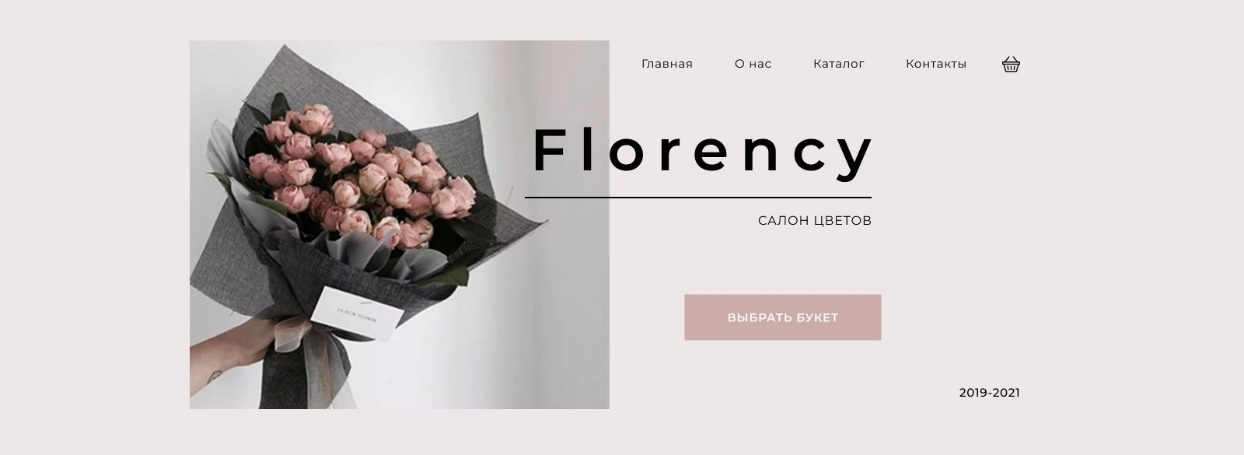 Главная О нас Каталог Контакты
Florency
САЛОН ЦВЕТОВ
ВЫБРАТЬ БУКЕТ
2019-2021